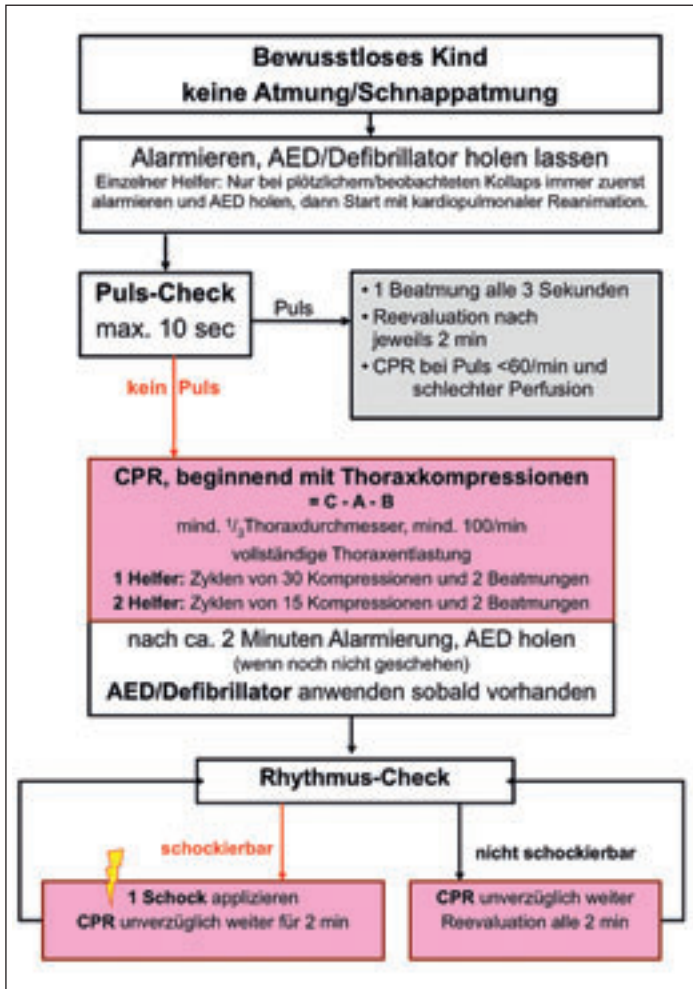 Bewusstloses Kind
keine Atmung/Schnappatmung
Alarmieren, AED/Defibrillator holen lassen
Einzelner Helfer: Nur bei plötzlichem/beobachteten Kollaps immer zuerst
alarmieren und AED holen, dann Start mit kardiopulmonaler Reanimation.
Puls-Check
max. 10 sec
Puls
• 1 Beatmung alle 3 Sekunden
• Reevaluation nach
jeweils 2 min
• CPR bei Puls <60/min und
schlechter Perfusion
kein Puls
CPR, beginnend mit Thoraxkompressionen
= C - A - B
mind. 1/3Thoraxdurchmesser, mind. 100/min
vollständige Thoraxentlastung
1 Helfer: Zyklen von 30 Kompressionen und 2 Beatmungen
2 Helfer: Zyklen von 15 Kompressionen und 2 Beatmungen
nach ca. 2 Minuten Alarmierung, AED holen
(wenn noch nicht geschehen)
AED/Defibrillator anwenden sobald vorhanden
Rhythmus-Check
schockierbar
nicht schockierbar
1 Schock applizieren
CPR unverzüglich weiter für 2 min
CPR unverzüglich weiter
Reevaluation alle 2 min